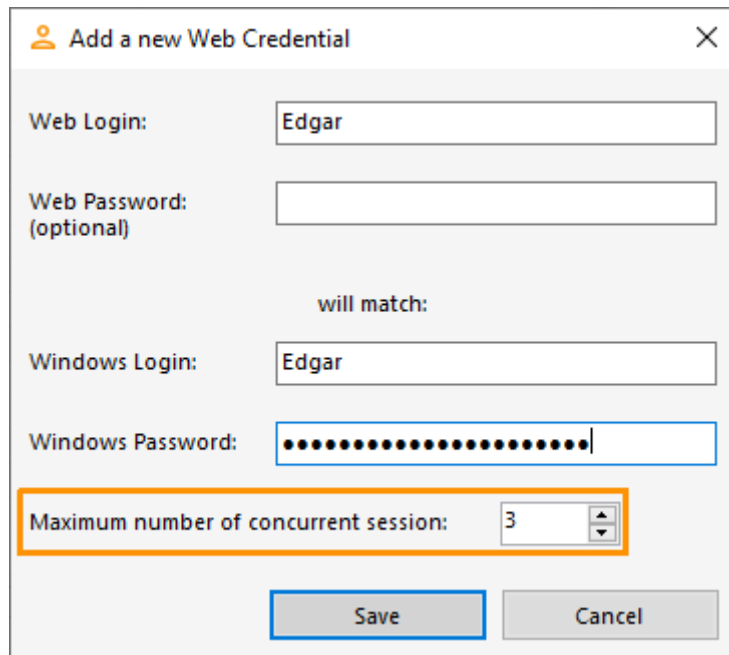 Add a new Web Credential
Web Login: Edgar
Web Password:
(optional)
will match:
Windows Login: Edgar
Windows Password: ●●●●●●●●●●●●●●●●●●●●●●
Maximum number of concurrent session: 3
Save Cancel